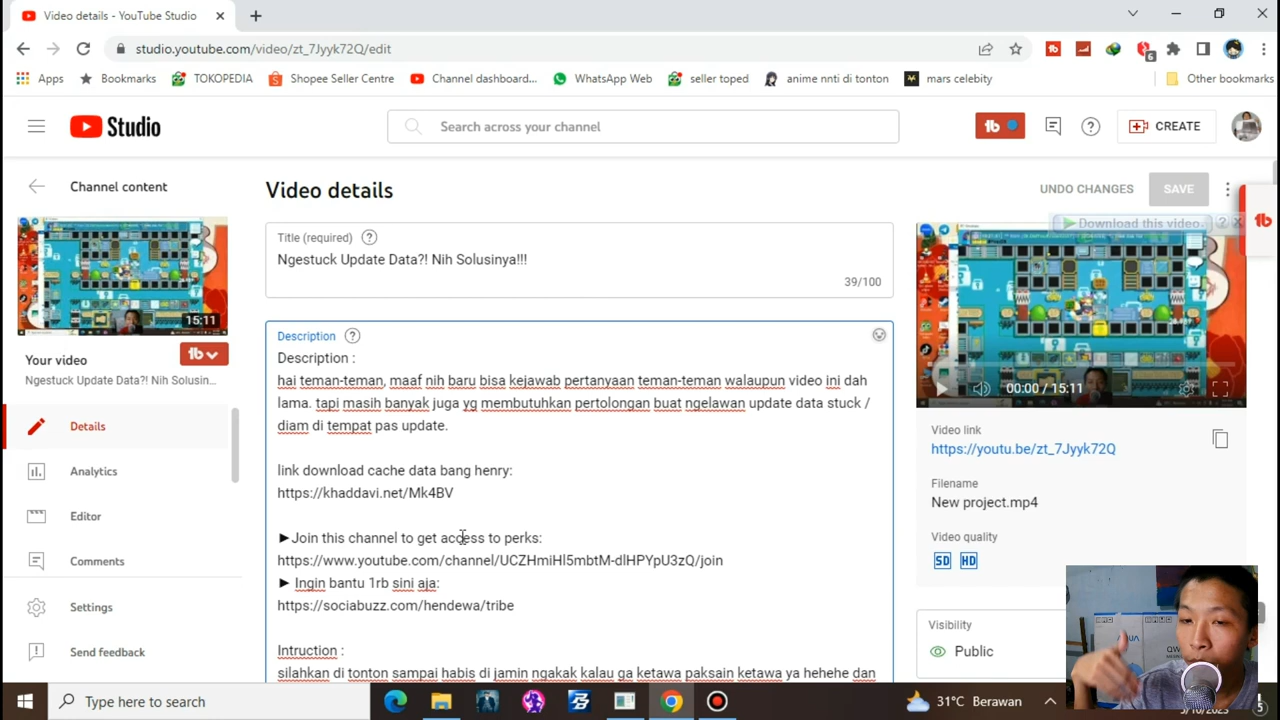 Video details - YouTube Studio
studio.youtube.com/video/zt_7Jyyk72Q/edit
6
Apps
Bookmarks
TOKOPEDIA
Shopee Seller Centre
Channel dashboard...
WhatsApp Web
seller toped
anime nnti di tonton
mars celebity
Other bookmarks
Studio
Search across your channel
CREATE
Channel content
Video details
UNDO CHANGES
SAVE
Download this video
Title (required)
Ngestuck Update Data?! Nih Solusinya!!!
39/100
15:11
Your video
Ngestuck Update Data?! Nih Solusin...
Description
Description :
hai teman-teman, maaf nih baru bisa kejawab pertanyaan teman-teman walaupun video ini dah
lama. tapi masih banyak juga yg membutuhkan pertolongan buat ngelawan update data stuck /
diam di tempat pas update.
link download cache data bang henry:
https://khaddavi.net/Mk4BV
►Join this channel to get access to perks:
https://www.youtube.com/channel/UCZHmiHl5mbtM-dlHPYpU3zQ/join
► Ingin bantu 1rb sini aja:
https://sociabuzz.com/hendewa/tribe
Intruction :
silahkan di tonton sampai habis di jamin ngakak kalau ga ketawa paksain ketawa ya hehehe dan
00:00 / 15:11
Video link
https://youtu.be/zt_7Jyyk72Q
Filename
New project.mp4
Video quality
SD
HD
Visibility
Public
Details
Analytics
Editor
Comments
Settings
Send feedback
Type here to search
31°C Berawan
5